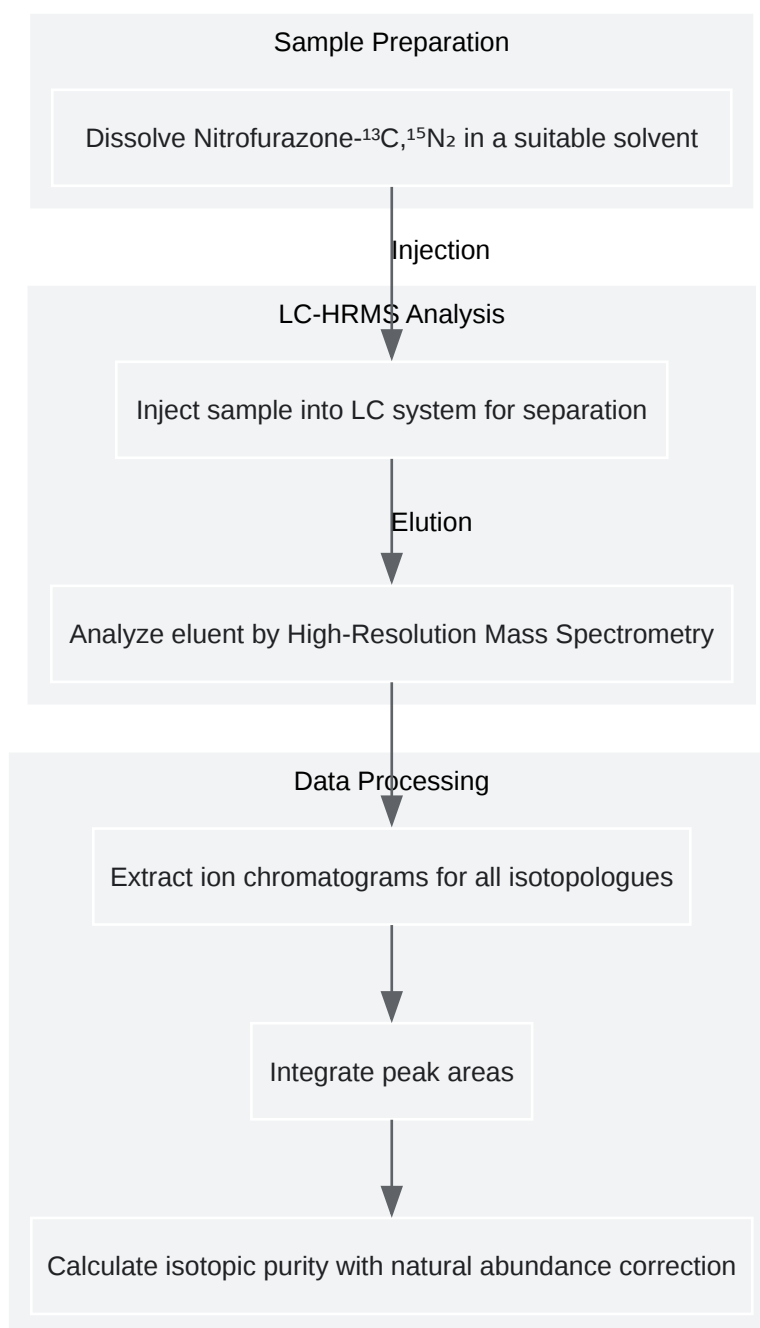 Sample Preparation
Dissolve Nitrofurazone-¹³C,¹⁵N₂ in a suitable solvent
Injection
LC-HRMS Analysis
Inject sample into LC system for separation
Elution
Analyze eluent by High-Resolution Mass Spectrometry
Data Processing
Extract ion chromatograms for all isotopologues
Integrate peak areas
Calculate isotopic purity with natural abundance correction